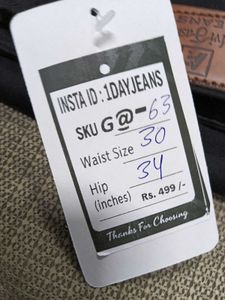 INSTA ID : 1DAYJEANS
SKU G@-63
Waist Size 30
Hip 34
(inches) Rs. 499 /-
Thanks For Choosing